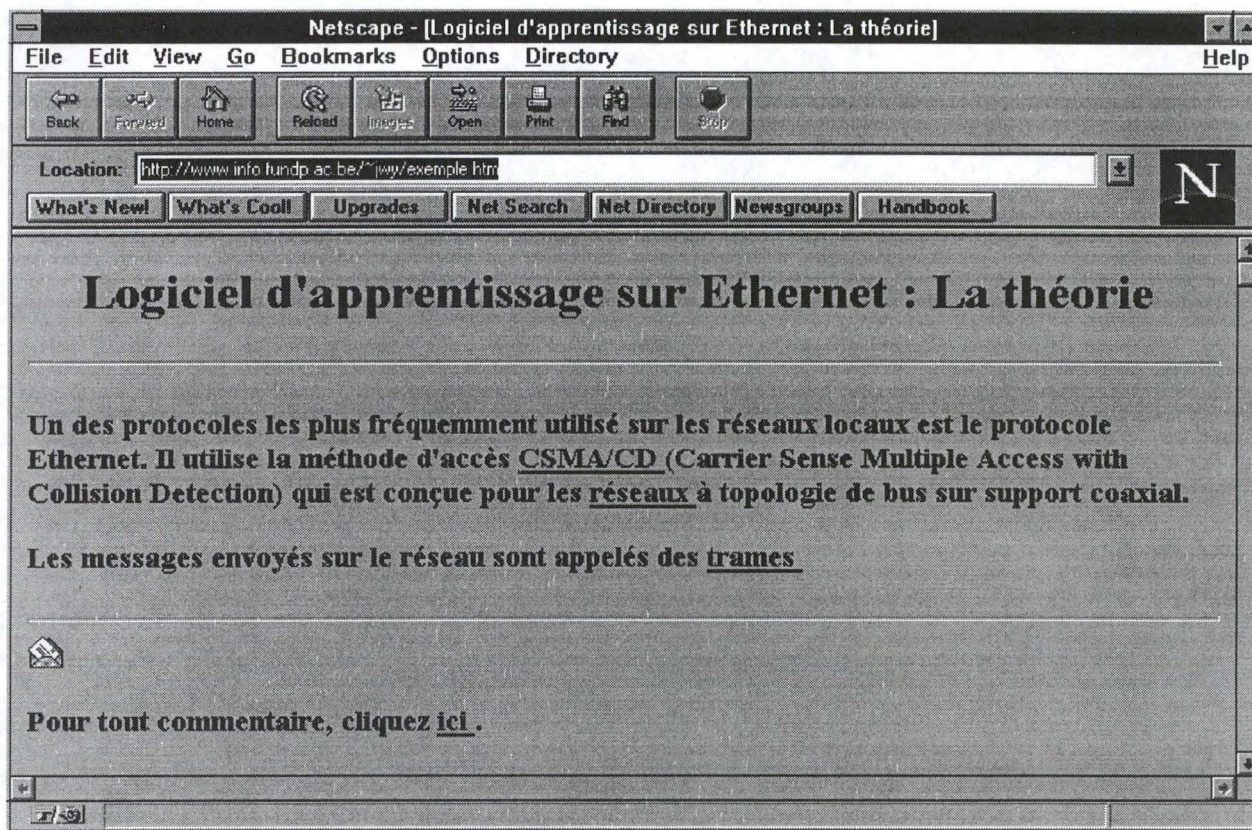 Netscape - [Logiciel d'apprentissage sur Ethernet : La théorie]
File Edit View Go Bookmarks Options Directory Help
Back Forward Home Reload Images Open Print Find Stop
Location: http://www.info.fundp.ac.be/~jwy/exemple.htm
What's New! What's Cool! Upgrades Net Search Net Directory Newsgroups Handbook
N
Logiciel d'apprentissage sur Ethernet : La théorie
Un des protocoles les plus fréquemment utilisé sur les réseaux locaux est le protocole
Ethernet. Il utilise la méthode d'accès CSMA/CD (Carrier Sense Multiple Access with
Collision Detection) qui est conçue pour les réseaux à topologie de bus sur support coaxial.
Les messages envoyés sur le réseau sont appelés des trames
Pour tout commentaire, cliquez ici .